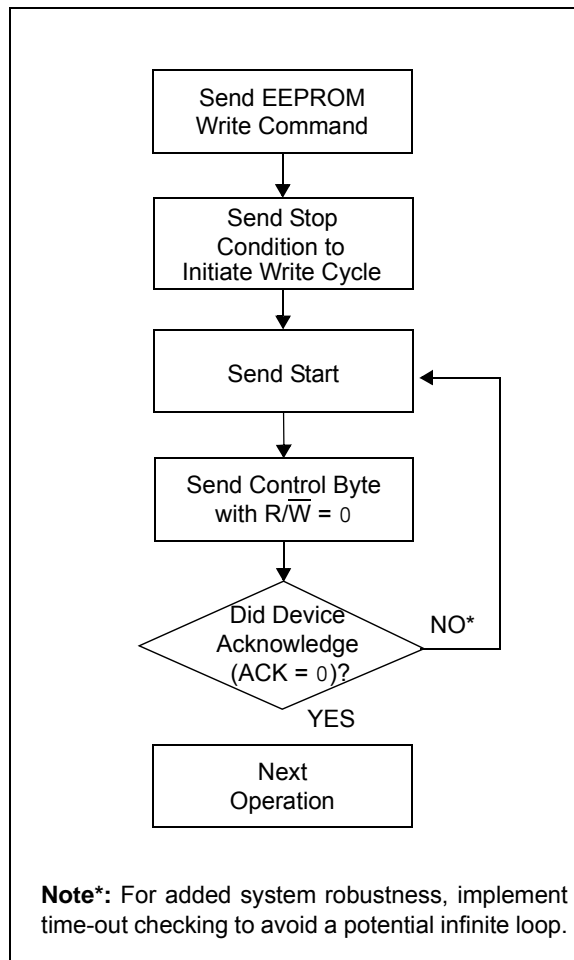 Send EEPROM
Write Command
Send Stop
Condition to
Initiate Write Cycle
Send Start
Send Control Byte
with R/W̅ = 0
Did Device
Acknowledge
(ACK = 0)?
NO*
YES
Next
Operation
Note*: For added system robustness, implement
time-out checking to avoid a potential infinite loop.